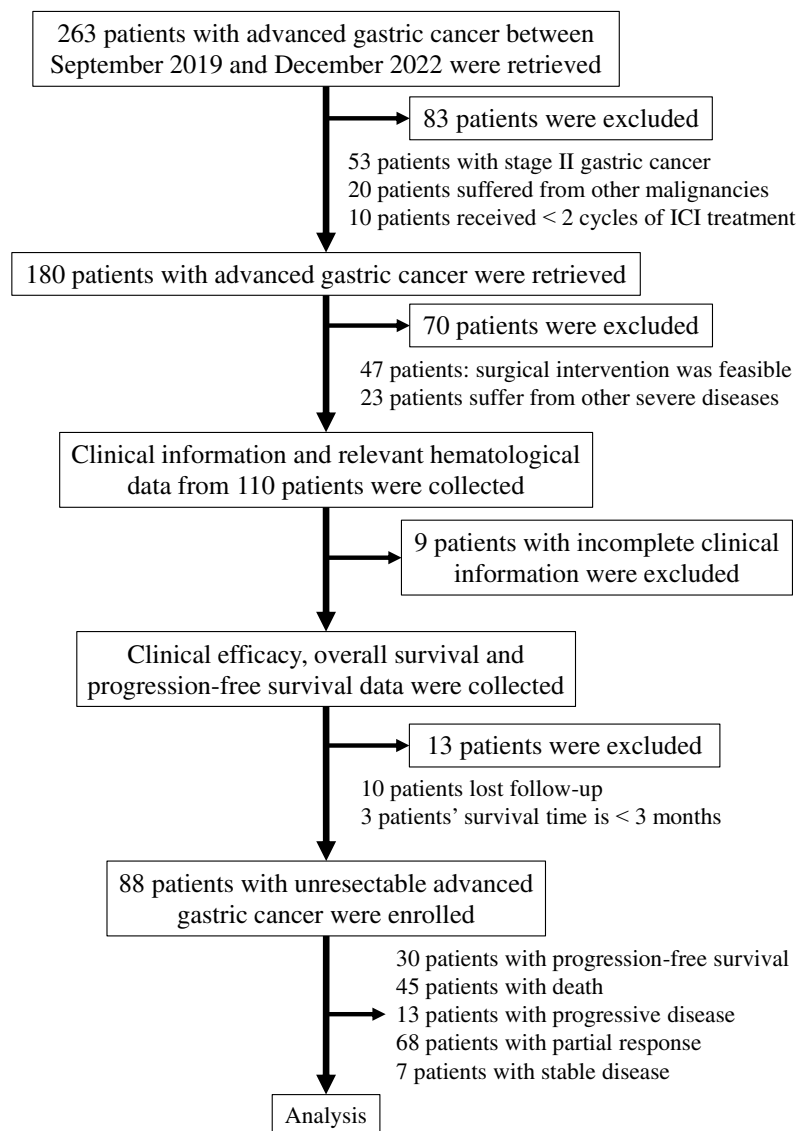 263 patients with advanced gastric cancer between
September 2019 and December 2022 were retrieved
83 patients were excluded
53 patients with stage II gastric cancer
20 patients suffered from other malignancies
10 patients received < 2 cycles of ICI treatment
180 patients with advanced gastric cancer were retrieved
70 patients were excluded
47 patients: surgical intervention was feasible
23 patients suffer from other severe diseases
Clinical information and relevant hematological
data from 110 patients were collected
9 patients with incomplete clinical
information were excluded
Clinical efficacy, overall survival and
progression-free survival data were collected
13 patients were excluded
10 patients lost follow-up
3 patients’ survival time is < 3 months
88 patients with unresectable advanced
gastric cancer were enrolled
30 patients with progression-free survival
45 patients with death
13 patients with progressive disease
68 patients with partial response
7 patients with stable disease
Analysis